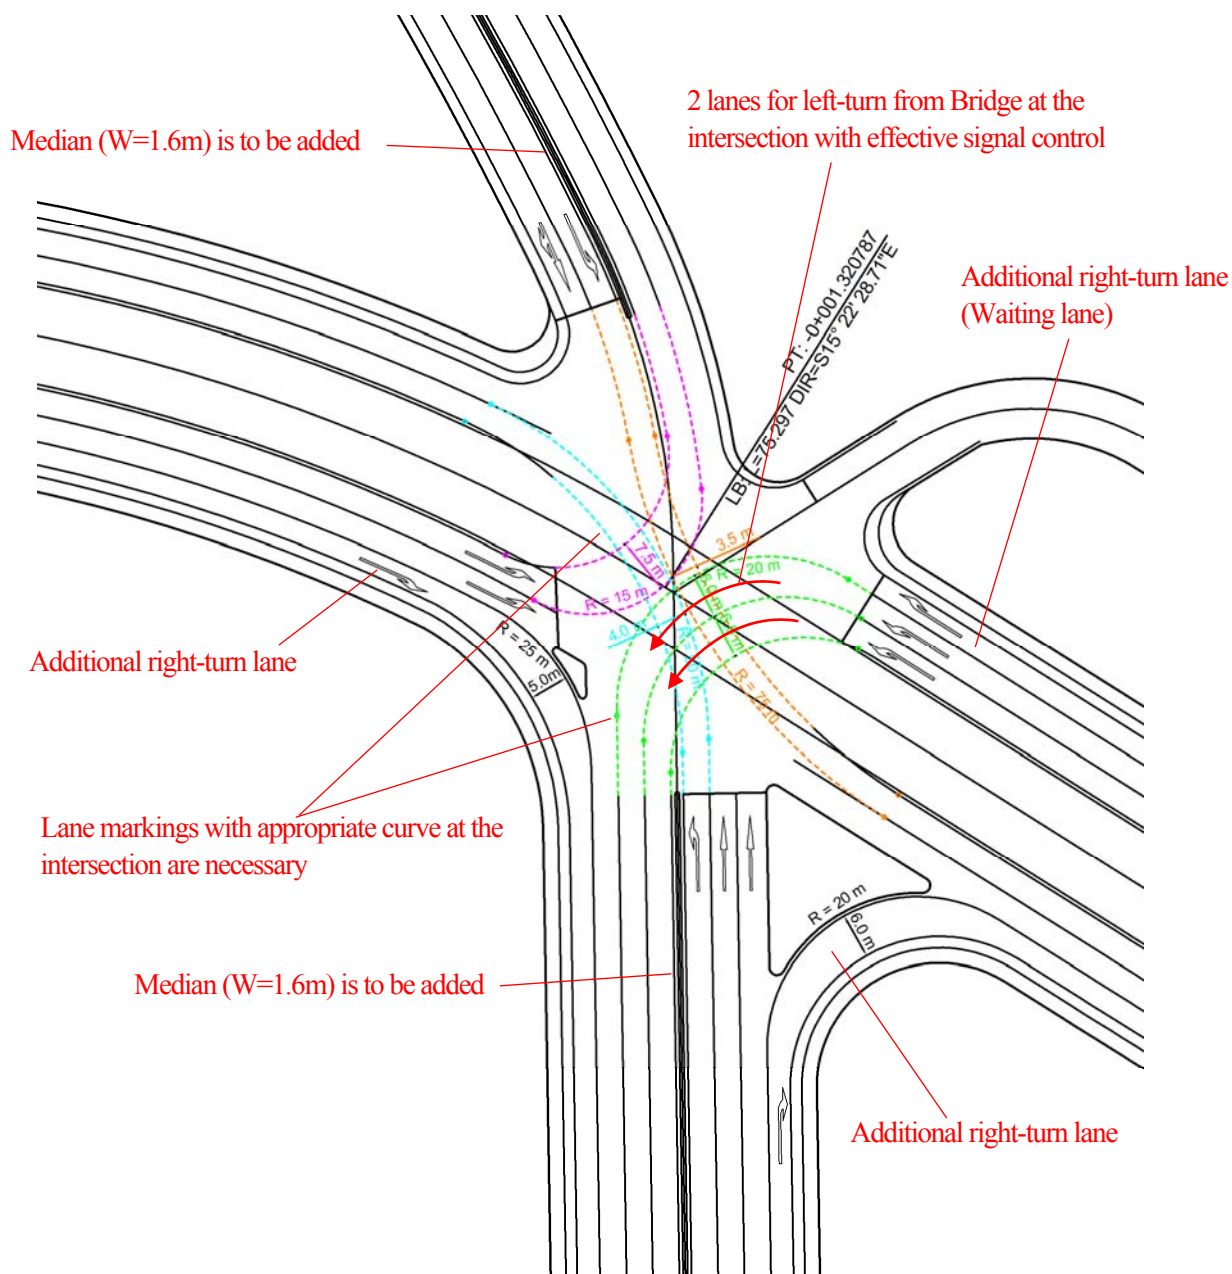 2 lanes for left-turn from Bridge at the
intersection with effective signal control
Median (W=1.6m) is to be added
PT: -0+001.320787
DIR=S15° 22' 28.71"E
Additional right-turn lane
(Waiting lane)
3.5 m
7.5 m
R = 20 m
R = 15 m
4.0
R = 25 m
5.0m
Additional right-turn lane
Lane markings with appropriate curve at the
intersection are necessary
R = 20 m
6.0 m
Median (W=1.6m) is to be added
Additional right-turn lane